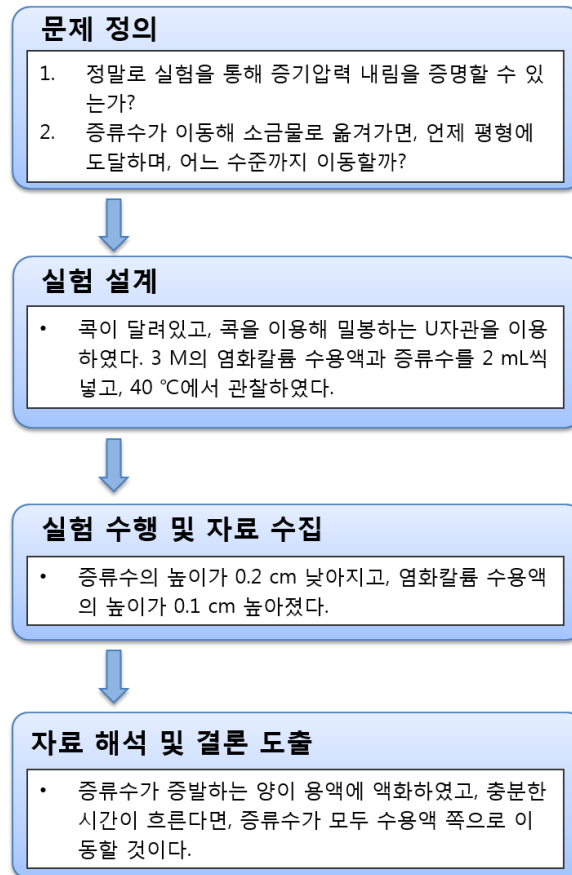 문제 정의
1. 정말로 실험을 통해 증기압력 내림을 증명할 수 있
는가?
2. 증류수가 이동해 소금물로 옮겨가면, 언제 평형에
도달하며, 어느 수준까지 이동할까?
실험 설계
• 콕이 달려있고, 콕을 이용해 밀봉하는 U자관을 이용
하였다. 3 M의 염화칼륨 수용액과 증류수를 2 mL씩
넣고, 40 ℃에서 관찰하였다.
실험 수행 및 자료 수집
• 증류수의 높이가 0.2 cm 낮아지고, 염화칼륨 수용액
의 높이가 0.1 cm 높아졌다.
자료 해석 및 결론 도출
• 증류수가 증발하는 양이 용액에 액화하였고, 충분한
시간이 흐른다면, 증류수가 모두 수용액 쪽으로 이
동할 것이다.